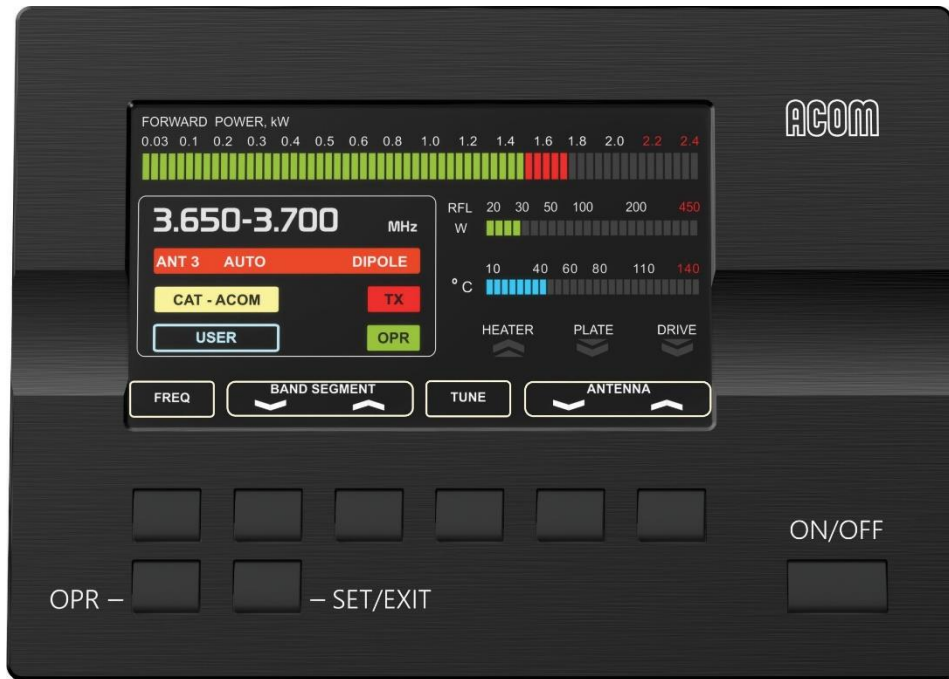 ACOM
FORWARD POWER, kW
0.03 0.1 0.2 0.3 0.4 0.5 0.6 0.8 1.0 1.2 1.4 1.6 1.8 2.0 2.2 2.4
3.650-3.700 MHz
ANT 3 AUTO DIPOLE
CAT - ACOM TX
USER OPR
RFL 20 30 50 100 200 450
W
10 40 60 80 110 140
° C
HEATER PLATE DRIVE
FREQ BAND SEGMENT TUNE ANTENNA
ON/OFF
OPR – – SET/EXIT